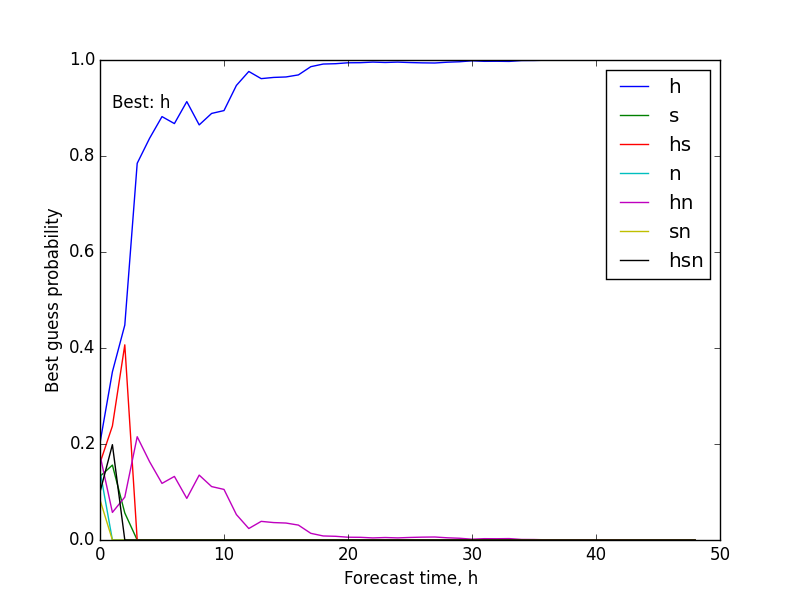 1.0
0.8
0.6
0.4
0.2
0.0
Best guess probability
Best: h
h
s
hs
n
hn
sn
hsn
0 10 20 30 40 50
Forecast time, h